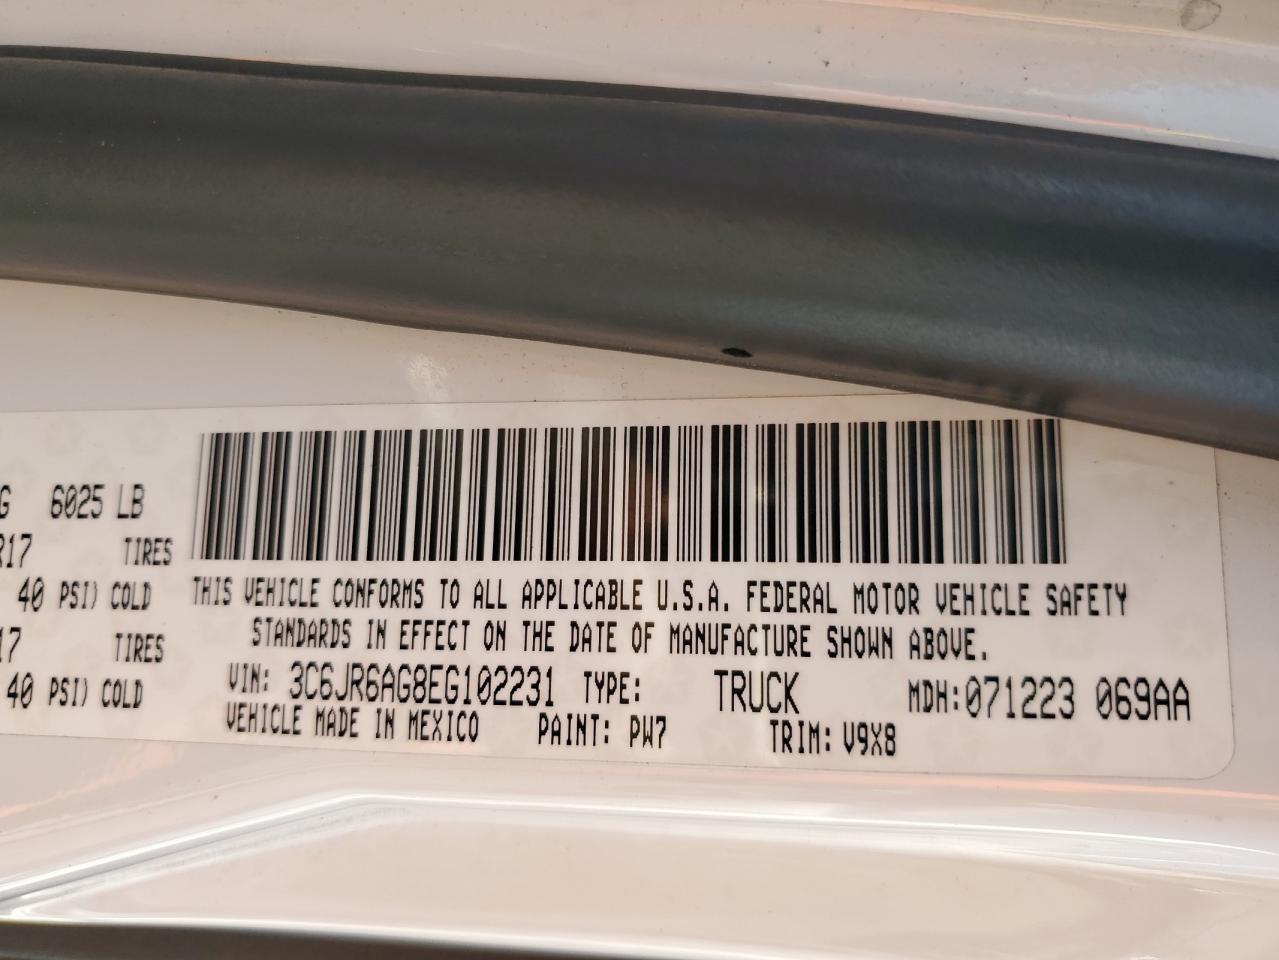 G 6025 LB
R17 TIRES
40 PSI) COLD
17 TIRES
40 PSI) COLD
THIS VEHICLE CONFORMS TO ALL APPLICABLE U.S.A. FEDERAL MOTOR VEHICLE SAFETY
STANDARDS IN EFFECT ON THE DATE OF MANUFACTURE SHOWN ABOVE.
VIN: 3C6JR6AG8EG102231 TYPE: TRUCK MDH:071223 069AA
VEHICLE MADE IN MEXICO PAINT: PW7 TRIM: V9X8